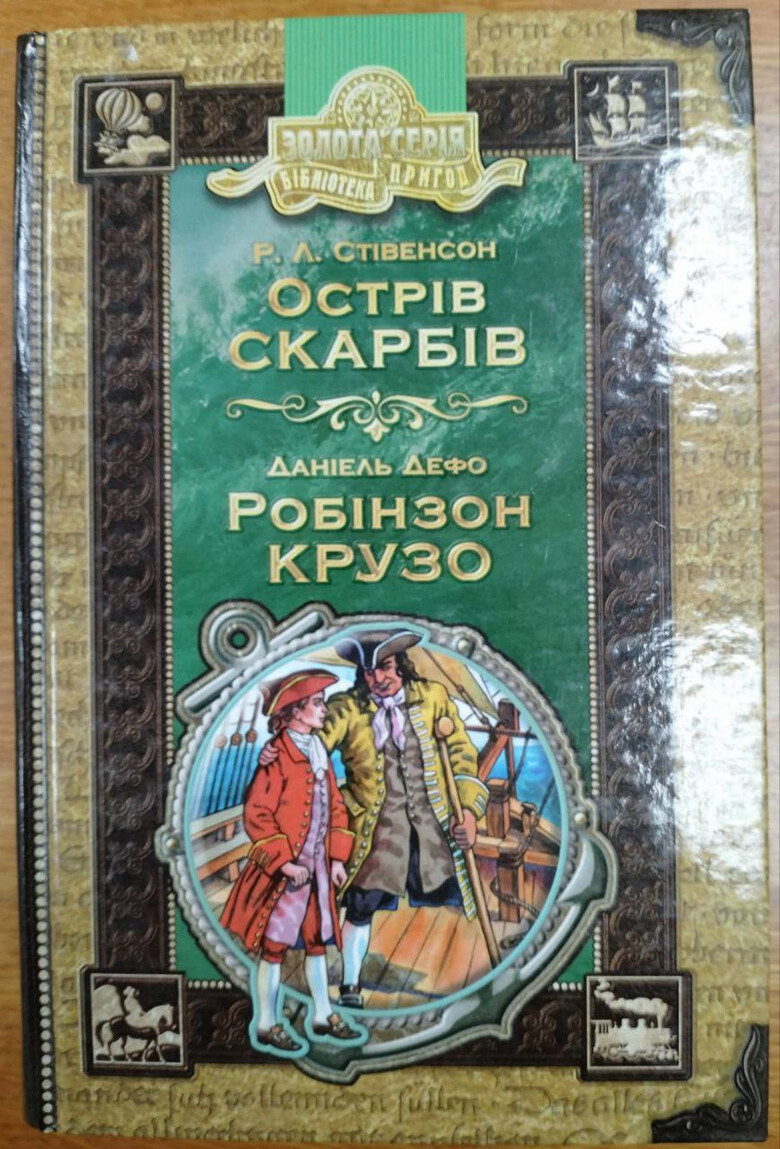 ЗОЛОТА СЕРІЯ
БІБЛІОТЕКА ПРИГОД
Р. Л. СТІВЕНСОН
ОСТРІВ
СКАРБІВ
ДАНІЕЛЬ ДЕФО
РОБІНЗОН
КРУЗО